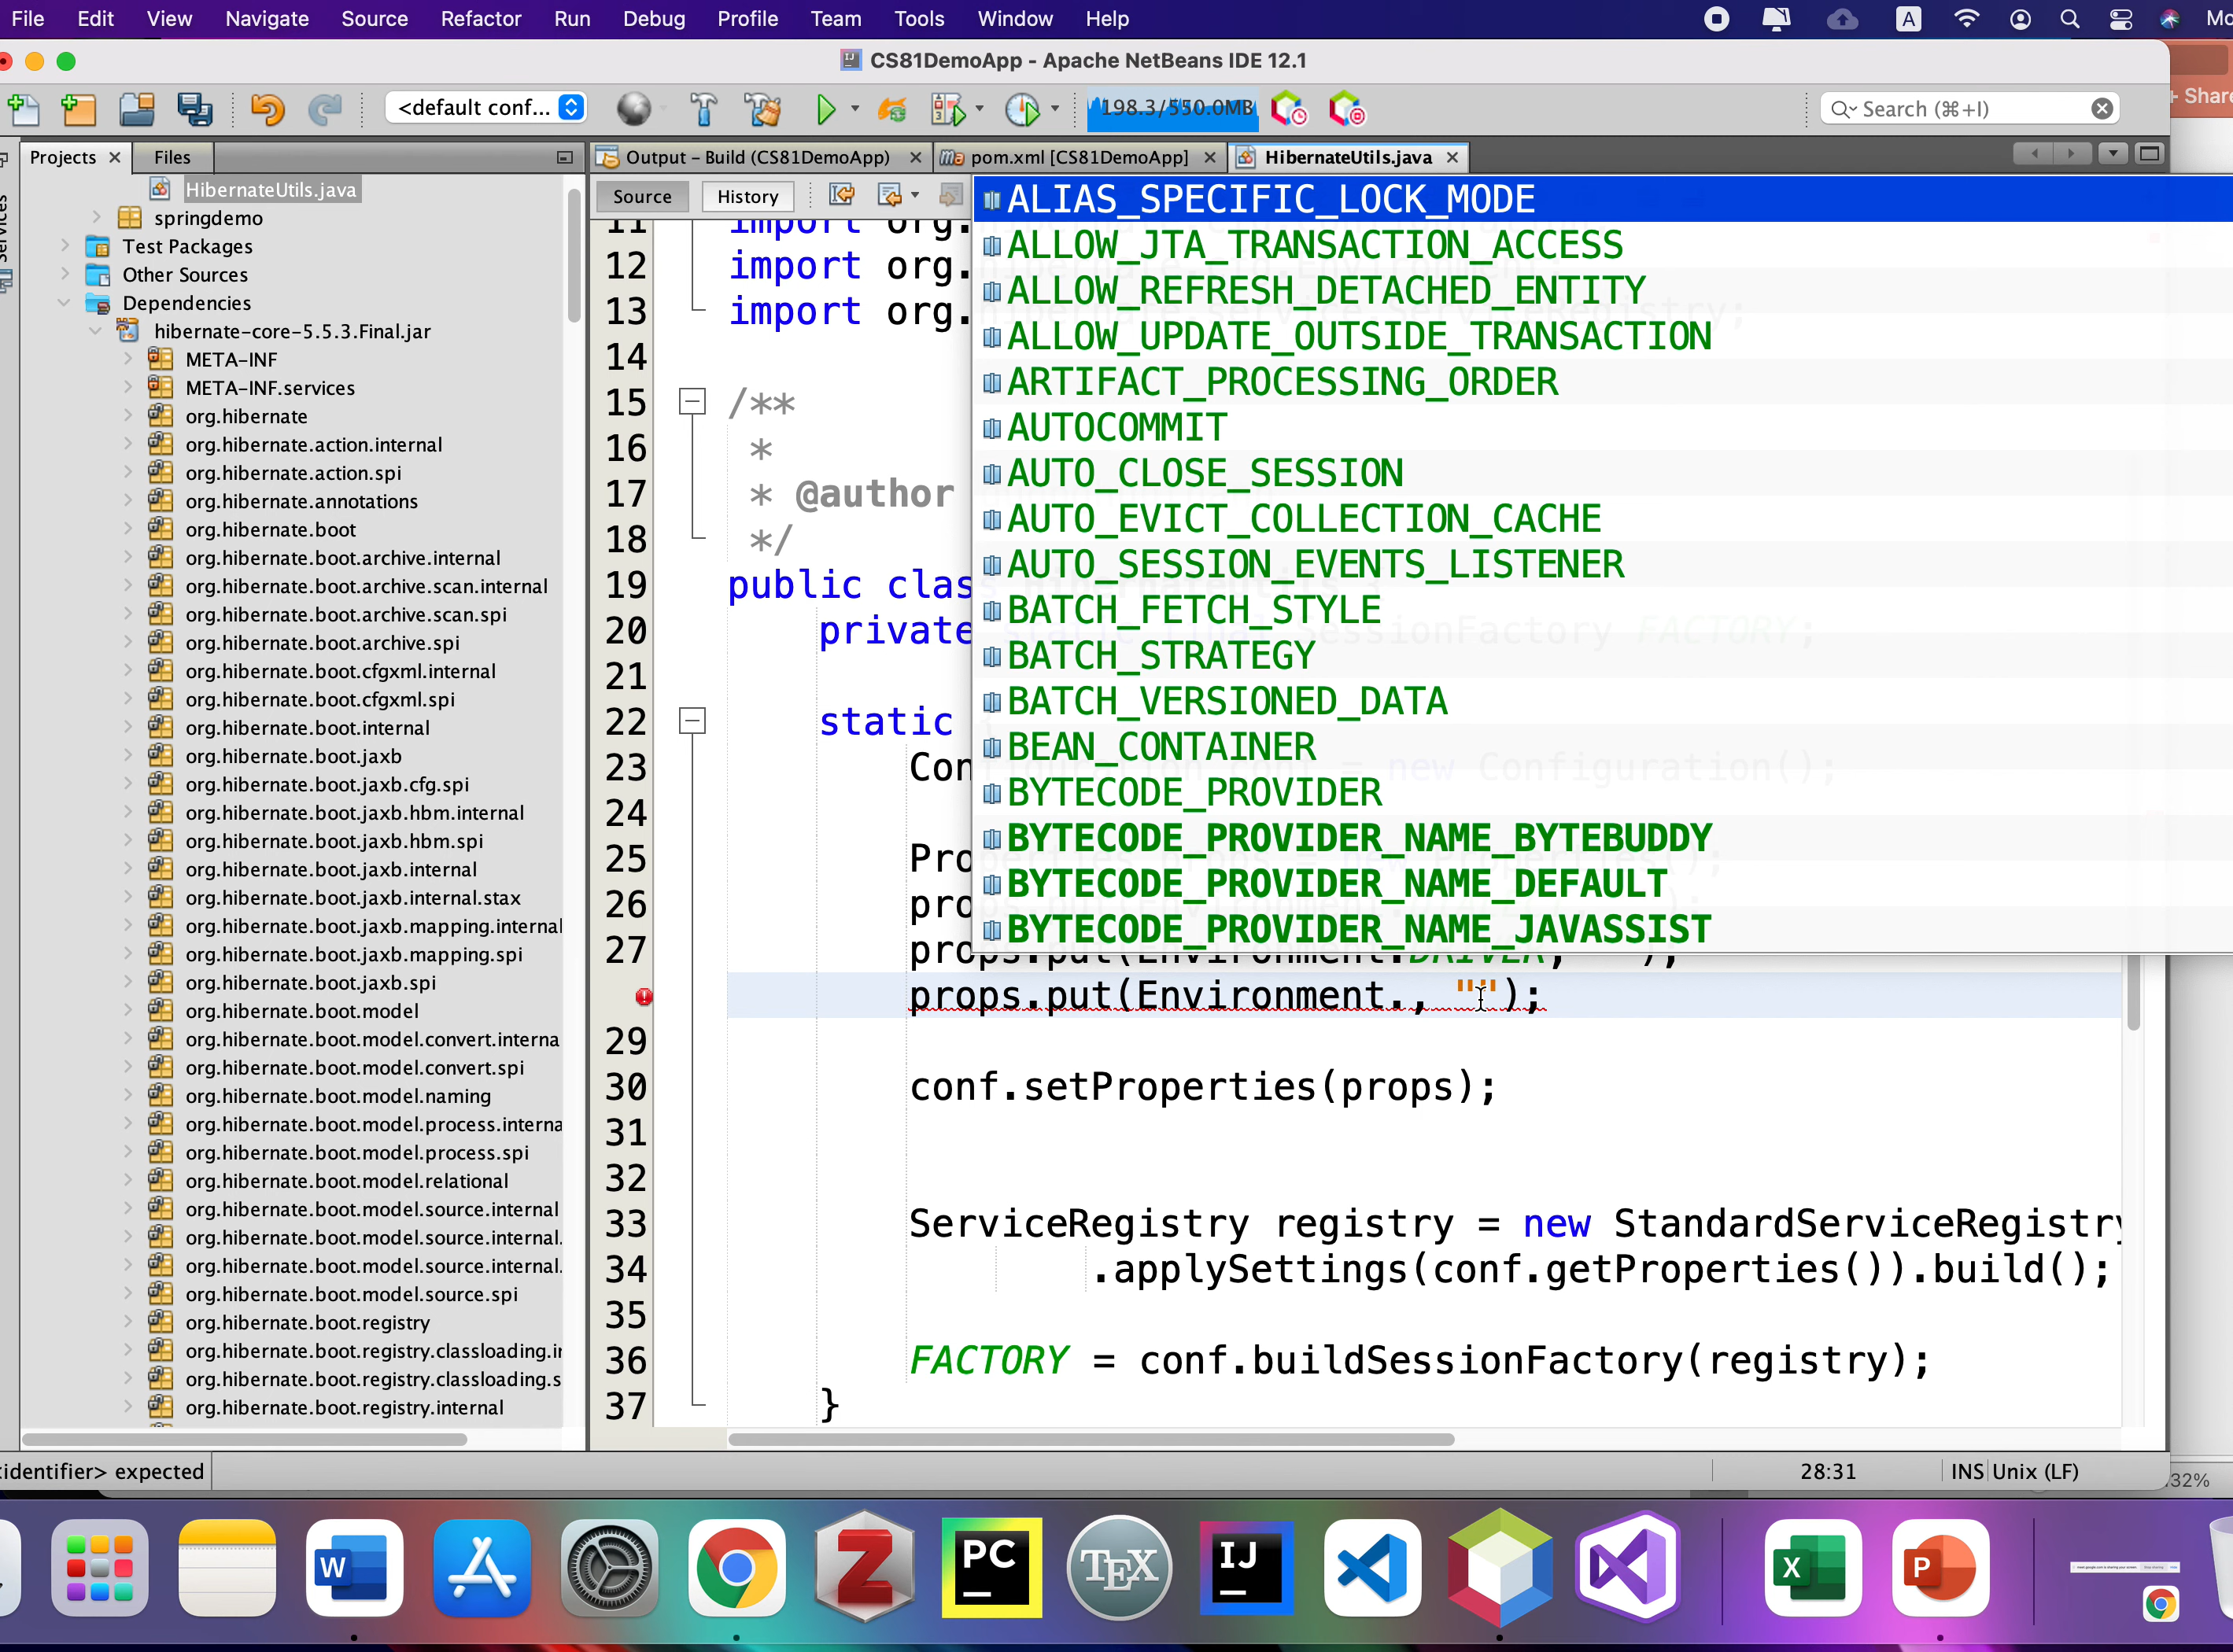 File Edit View Navigate Source Refactor Run Debug Profile Team Tools Window Help
A
CS81DemoApp - Apache NetBeans IDE 12.1
<default conf...
198.3/550.0MB
Search (⌘+I)
Share
Projects Files
Output – Build (CS81DemoApp) pom.xml [CS81DemoApp] HibernateUtils.java
Source History
HibernateUtils.java
springdemo
Test Packages
Other Sources
Dependencies
hibernate-core-5.5.3.Final.jar
META-INF
META-INF.services
org.hibernate
org.hibernate.action.internal
org.hibernate.action.spi
org.hibernate.annotations
org.hibernate.boot
org.hibernate.boot.archive.internal
org.hibernate.boot.archive.scan.internal
org.hibernate.boot.archive.scan.spi
org.hibernate.boot.archive.spi
org.hibernate.boot.cfgxml.internal
org.hibernate.boot.cfgxml.spi
org.hibernate.boot.internal
org.hibernate.boot.jaxb
org.hibernate.boot.jaxb.cfg.spi
org.hibernate.boot.jaxb.hbm.internal
org.hibernate.boot.jaxb.hbm.spi
org.hibernate.boot.jaxb.internal
org.hibernate.boot.jaxb.internal.stax
org.hibernate.boot.jaxb.mapping.internal
org.hibernate.boot.jaxb.mapping.spi
org.hibernate.boot.jaxb.spi
org.hibernate.boot.model
org.hibernate.boot.model.convert.interna
org.hibernate.boot.model.convert.spi
org.hibernate.boot.model.naming
org.hibernate.boot.model.process.interna
org.hibernate.boot.model.process.spi
org.hibernate.boot.model.relational
org.hibernate.boot.model.source.internal
org.hibernate.boot.model.source.internal.
org.hibernate.boot.model.source.internal.
org.hibernate.boot.model.source.spi
org.hibernate.boot.registry
org.hibernate.boot.registry.classloading.i
org.hibernate.boot.registry.classloading.s
org.hibernate.boot.registry.internal
11 import org.
12 import org.
13 import org.
14
15 /**
16 *
17 * @author
18 */
19 public clas
20 private
21
22 static
23 Con
24
25 Pro
26 pro
27 props.put(Environment.DRIVER, "");
props.put(Environment., "");
29
30 conf.setProperties(props);
31
32
33 ServiceRegistry registry = new StandardServiceRegistry
34 .applySettings(conf.getProperties()).build();
35
36 FACTORY = conf.buildSessionFactory(registry);
37 }
ALIAS_SPECIFIC_LOCK_MODE
ALLOW_JTA_TRANSACTION_ACCESS
ALLOW_REFRESH_DETACHED_ENTITY
ALLOW_UPDATE_OUTSIDE_TRANSACTION
ARTIFACT_PROCESSING_ORDER
AUTOCOMMIT
AUTO_CLOSE_SESSION
AUTO_EVICT_COLLECTION_CACHE
AUTO_SESSION_EVENTS_LISTENER
BATCH_FETCH_STYLE
BATCH_STRATEGY
BATCH_VERSIONED_DATA
BEAN_CONTAINER
BYTECODE_PROVIDER
BYTECODE_PROVIDER_NAME_BYTEBUDDY
BYTECODE_PROVIDER_NAME_DEFAULT
BYTECODE_PROVIDER_NAME_JAVASSIST
<identifier> expected
28:31 INS Unix (LF)
32%
W Z PC TEX IJ X P